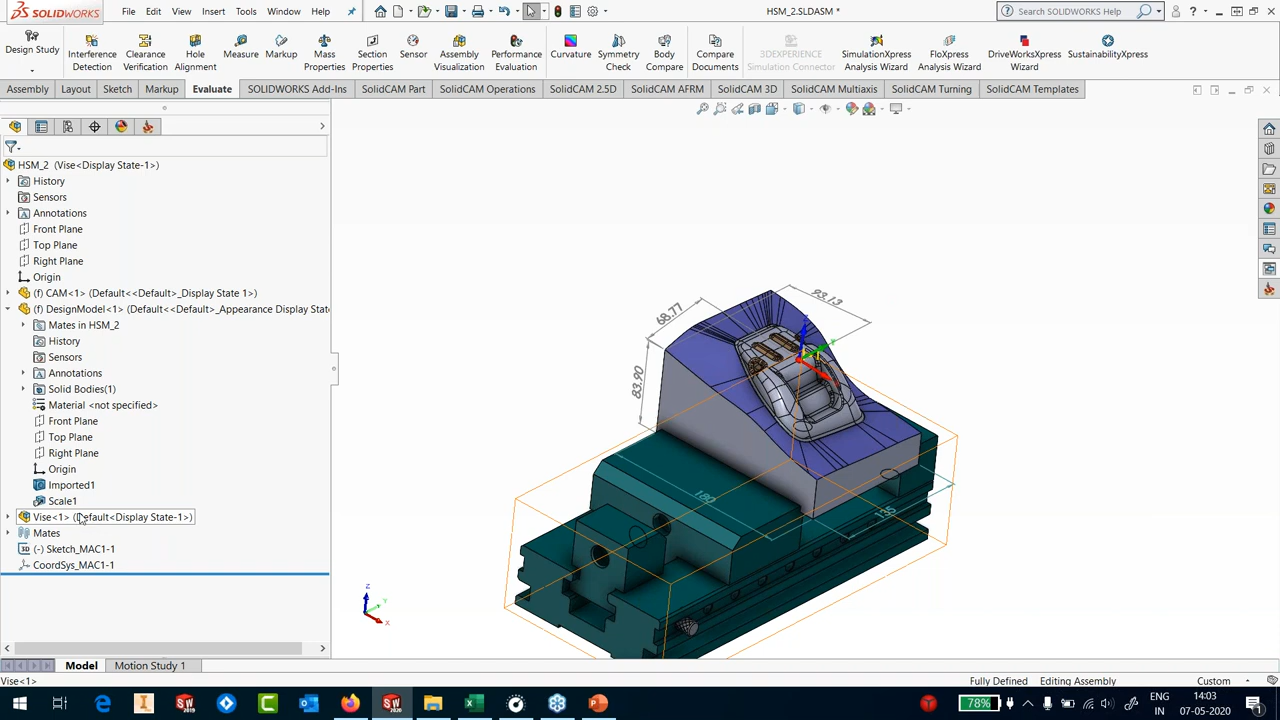 SOLIDWORKS
File
Edit
View
Insert
Tools
Window
Help
HSM_2.SLDASM *
Search SOLIDWORKS Help
Design Study
Interference Detection
Clearance Verification
Hole Alignment
Measure
Markup
Mass Properties
Section Properties
Sensor
Assembly Visualization
Performance Evaluation
Curvature
Symmetry Check
Body Compare
Compare Documents
3DEXPERIENCE Simulation Connector
SimulationXpress Analysis Wizard
FloXpress Analysis Wizard
DriveWorksXpress Wizard
SustainabilityXpress
Assembly
Layout
Sketch
Markup
Evaluate
SOLIDWORKS Add-Ins
SolidCAM Part
SolidCAM Operations
SolidCAM 2.5D
SolidCAM AFRM
SolidCAM 3D
SolidCAM Multiaxis
SolidCAM Turning
SolidCAM Templates
HSM_2 (Vise<Display State-1>)
History
Sensors
Annotations
Front Plane
Top Plane
Right Plane
Origin
(f) CAM<1> (Default<<Default>_Display State 1>)
(f) DesignModel<1> (Default<<Default>_Appearance Display State
Mates in HSM_2
History
Sensors
Annotations
Solid Bodies(1)
Material <not specified>
Front Plane
Top Plane
Right Plane
Origin
Imported1
Scale1
Vise<1> (Default<Display State-1>)
Mates
(-) Sketch_MAC1-1
CoordSys_MAC1-1
68.77
93.13
83.90
180
135
Z
Y
X
Model
Motion Study 1
Vise<1>
Fully Defined
Editing Assembly
Custom
78%
ENG
IN
14:03
07-05-2020